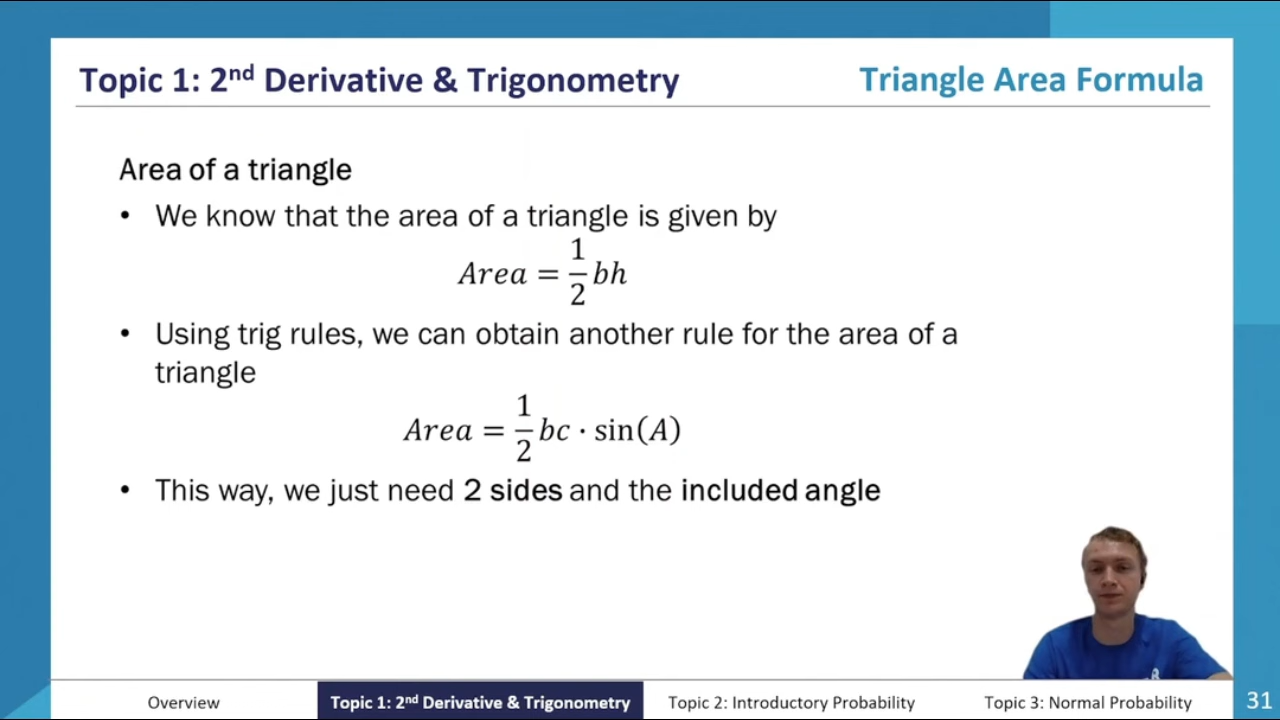 Topic 1: 2nd Derivative & Trigonometry
Triangle Area Formula
Area of a triangle
• We know that the area of a triangle is given by
Area = 1/2 bh
• Using trig rules, we can obtain another rule for the area of a
triangle
Area = 1/2 bc · sin(A)
• This way, we just need 2 sides and the included angle
Overview
Topic 1: 2nd Derivative & Trigonometry
Topic 2: Introductory Probability
Topic 3: Normal Probability
31